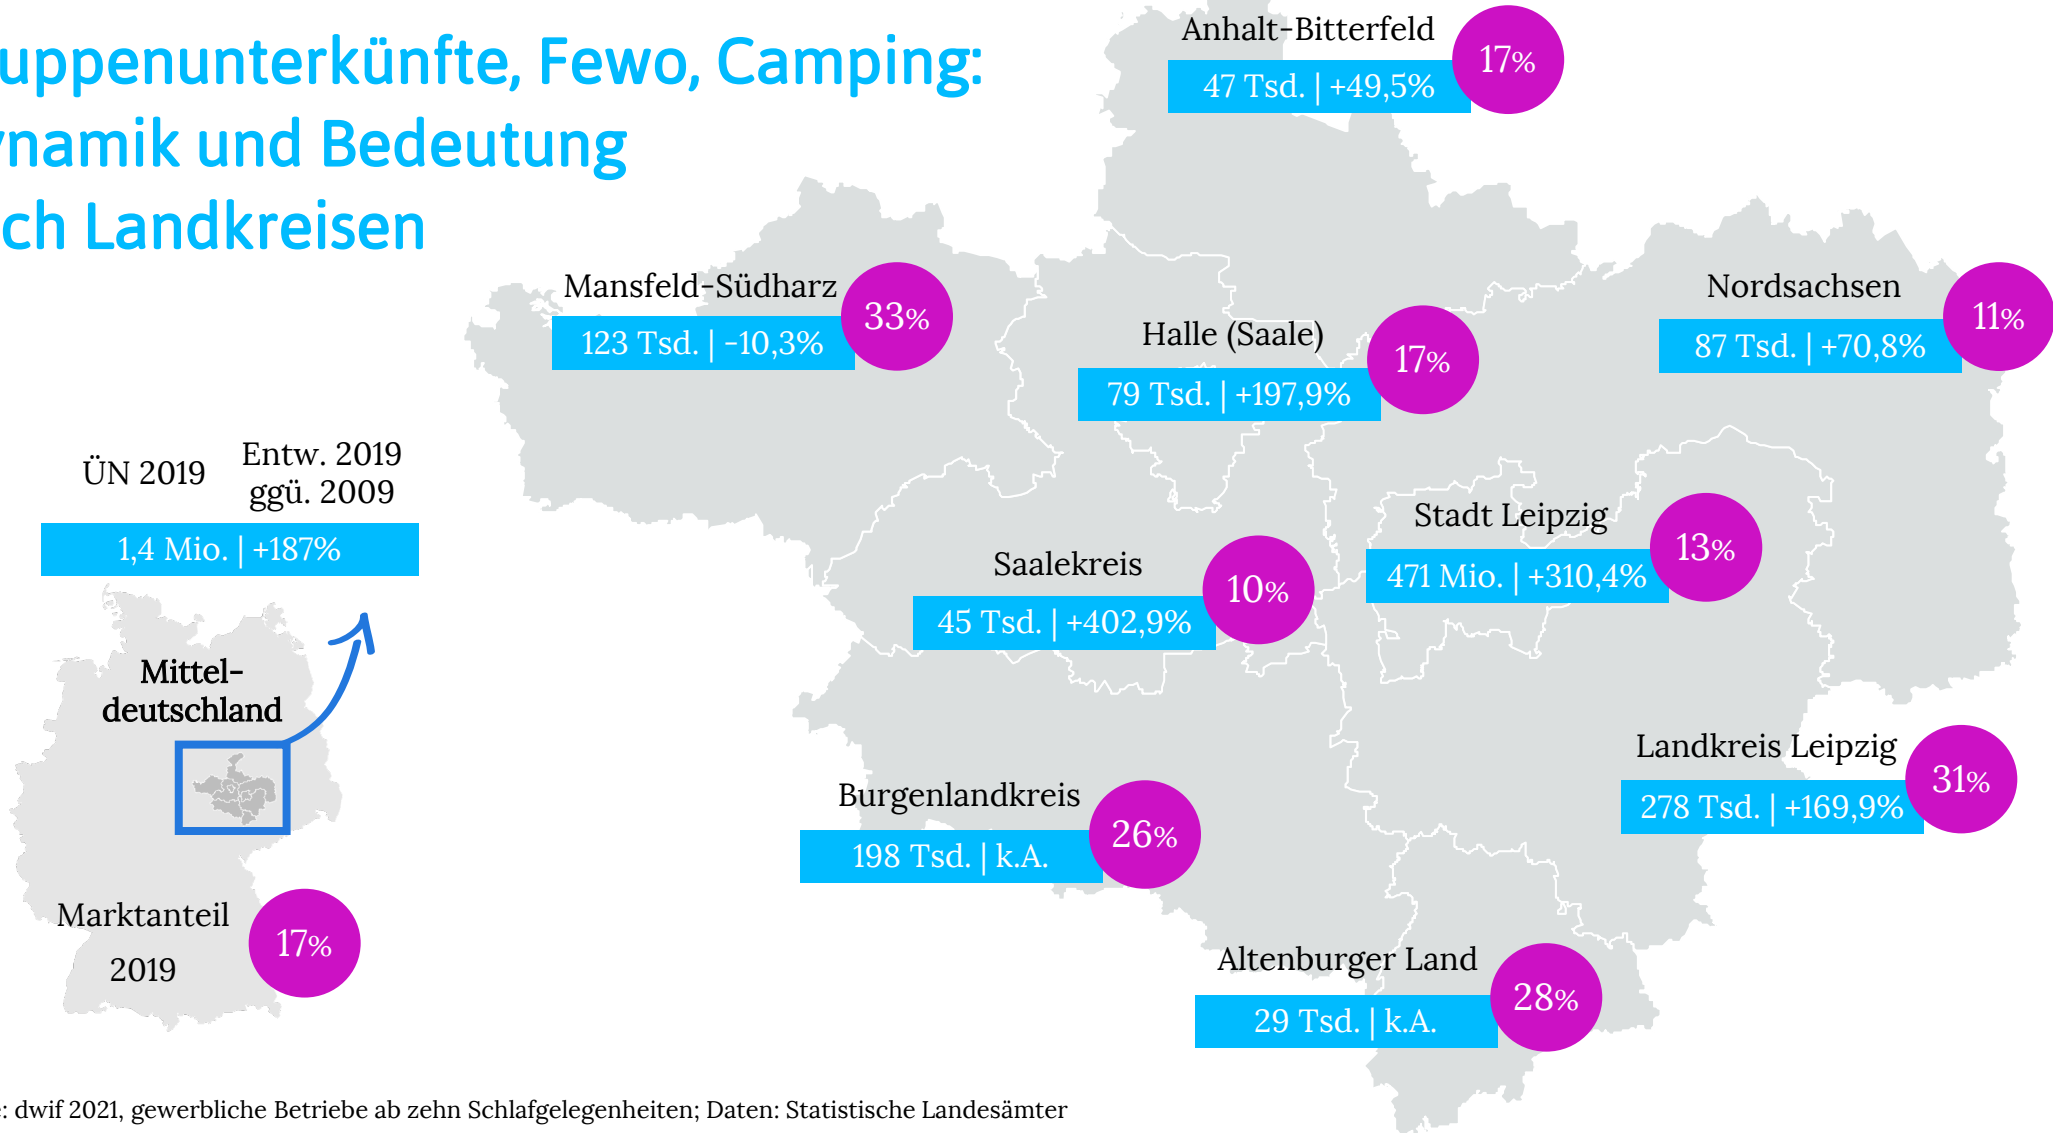 uppenunterkünfte, Fewo, Camping:
ynamik und Bedeutung
ch Landkreisen
Anhalt-Bitterfeld
47 Tsd. | +49,5%
17%
Mansfeld-Südharz
123 Tsd. | -10,3%
33%
Halle (Saale)
79 Tsd. | +197,9%
17%
Nordsachsen
87 Tsd. | +70,8%
11%
ÜN 2019
Entw. 2019
ggü. 2009
1,4 Mio. | +187%
Stadt Leipzig
471 Mio. | +310,4%
13%
Saalekreis
45 Tsd. | +402,9%
10%
Mittel-
deutschland
Landkreis Leipzig
278 Tsd. | +169,9%
31%
Burgenlandkreis
198 Tsd. | k.A.
26%
Marktanteil
2019
17%
Altenburger Land
29 Tsd. | k.A.
28%
: dwif 2021, gewerbliche Betriebe ab zehn Schlafgelegenheiten; Daten: Statistische Landesämter